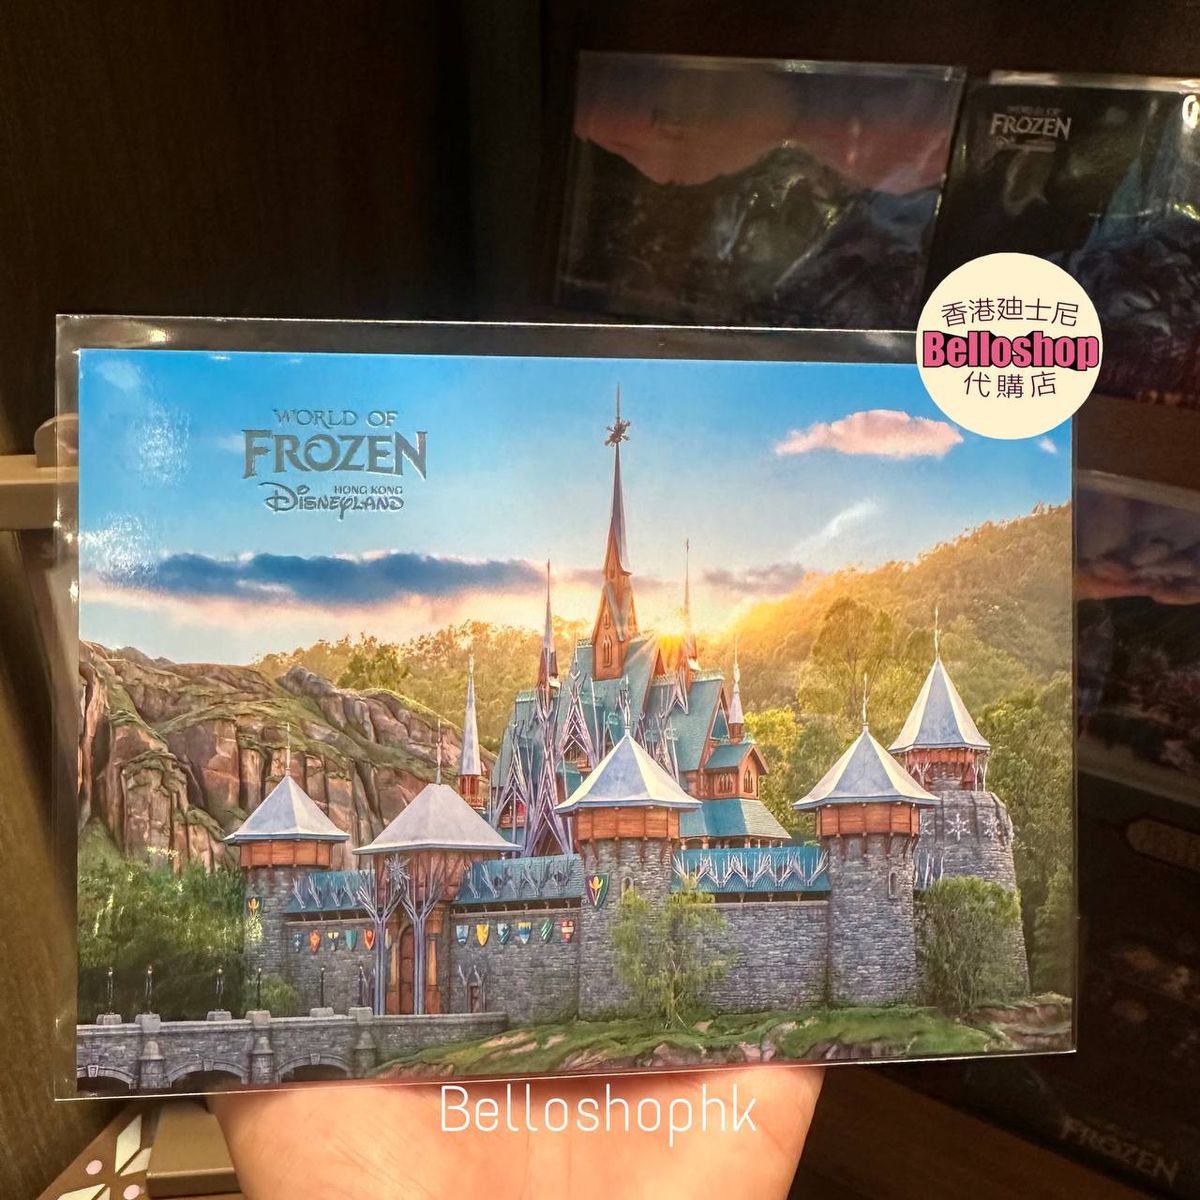 WORLD OF
FROZEN
香港廸士尼
Belloshop
代購店
WORLD OF
FROZEN
HONG KONG
DISNEYLAND
Belloshophk
FROZEN